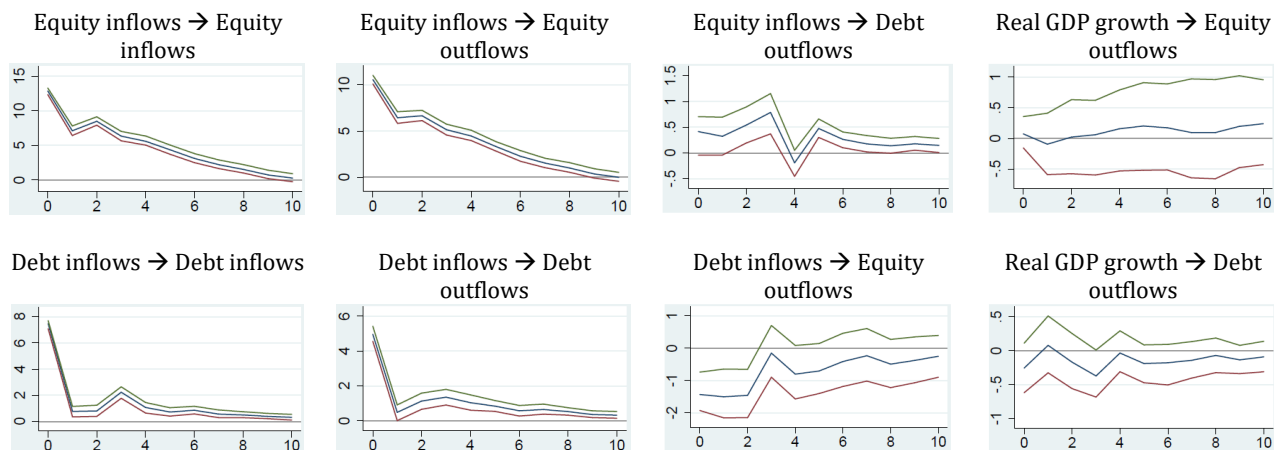 Equity inflows → Equity
inflows
15
10
5
0
0 2 4 6 8 10
Equity inflows → Equity
outflows
10
5
0
0 2 4 6 8 10
Equity inflows → Debt
outflows
1.5
1
.5
0
-.5
0 2 4 6 8 10
Real GDP growth → Equity
outflows
1
.5
0
-.5
0 2 4 6 8 10
Debt inflows → Debt inflows
8
6
4
2
0
0 2 4 6 8 10
Debt inflows → Debt
outflows
6
4
2
0
0 2 4 6 8 10
Debt inflows → Equity
outflows
1
0
-1
-2
0 2 4 6 8 10
Real GDP growth → Debt
outflows
.5
0
-.5
-1
0 2 4 6 8 10